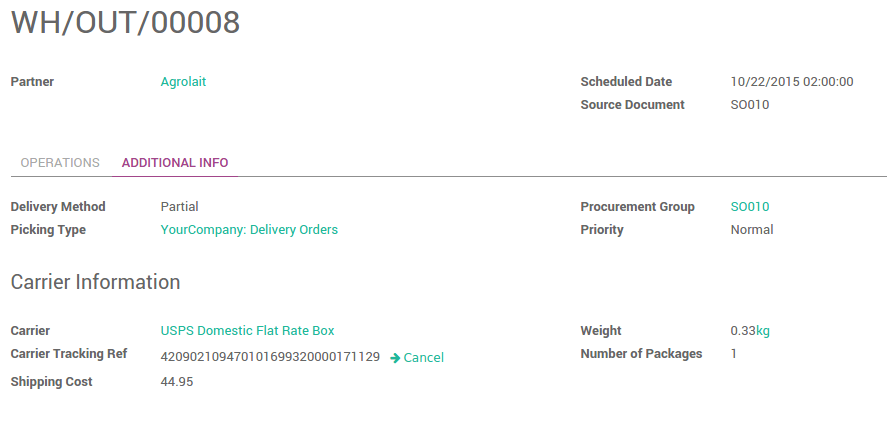 WH/OUT/00008
Partner Agrolait Scheduled Date 10/22/2015 02:00:00
Source Document SO010
OPERATIONS ADDITIONAL INFO
Delivery Method Partial Procurement Group SO010
Picking Type YourCompany: Delivery Orders Priority Normal
Carrier Information
Carrier USPS Domestic Flat Rate Box Weight 0.33kg
Carrier Tracking Ref 420902109470101699320000171129 → Cancel Number of Packages 1
Shipping Cost 44.95